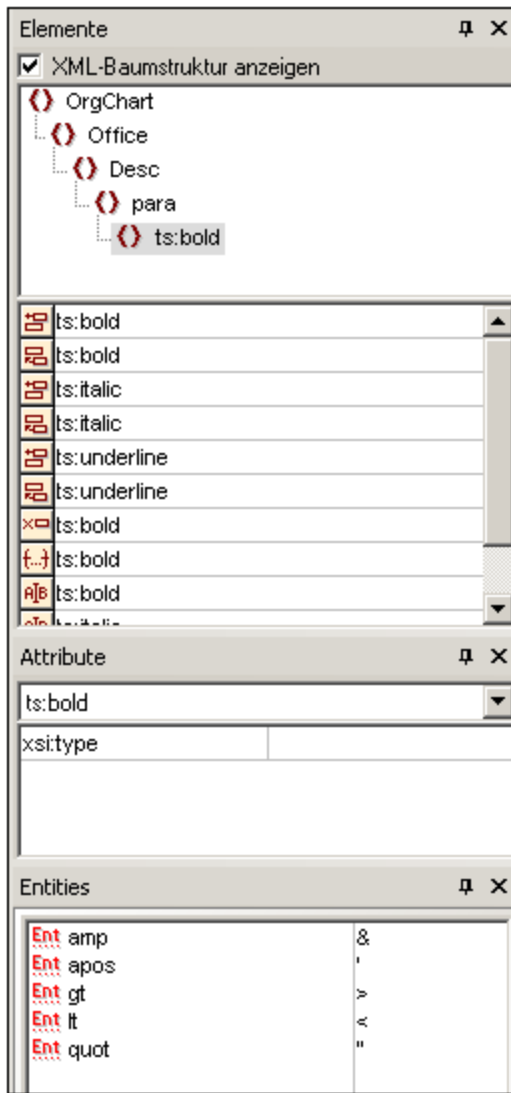 Elemente
XML-Baumstruktur anzeigen
OrgChart
Office
Desc
para
ts:bold
ts:bold
ts:bold
ts:italic
ts:italic
ts:underline
ts:underline
ts:bold
{...} ts:bold
A B ts:bold
ts:italic
Attribute
ts:bold
xsi:type
Entities
Ent amp &
Ent apos '
Ent gt >
Ent lt <
Ent quot "